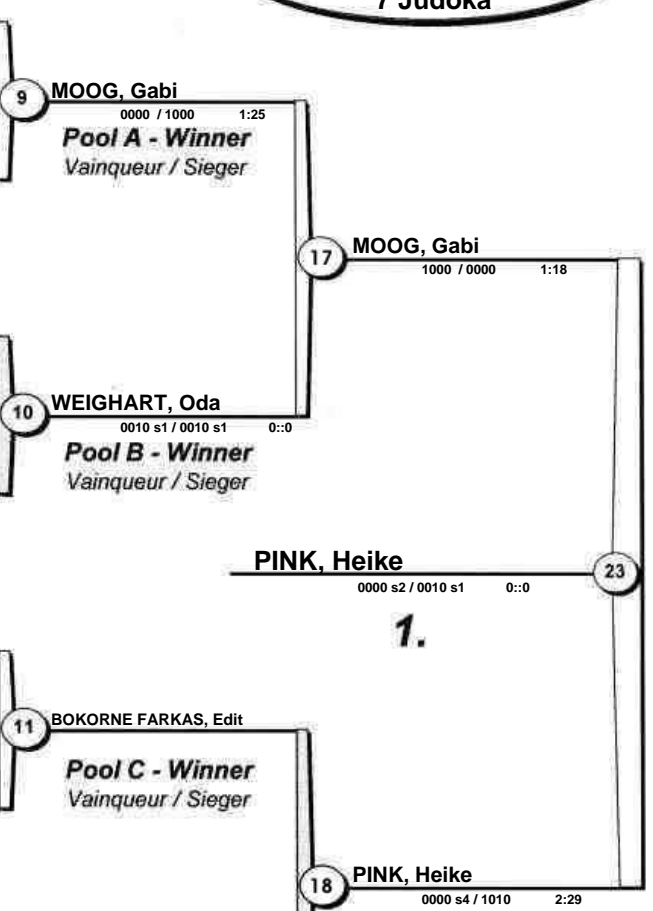 7 Judoka
9
MOOG, Gabi
0000 / 1000 1:25
Pool A - Winner
Vainqueur / Sieger
17
MOOG, Gabi
1000 / 0000 1:18
10
WEIGHART, Oda
0010 s1 / 0010 s1 0::0
Pool B - Winner
Vainqueur / Sieger
PINK, Heike
23
0000 s2 / 0010 s1 0::0
1.
11
BOKORNE FARKAS, Edit
Pool C - Winner
Vainqueur / Sieger
18
PINK, Heike
0000 s4 / 1010 2:29